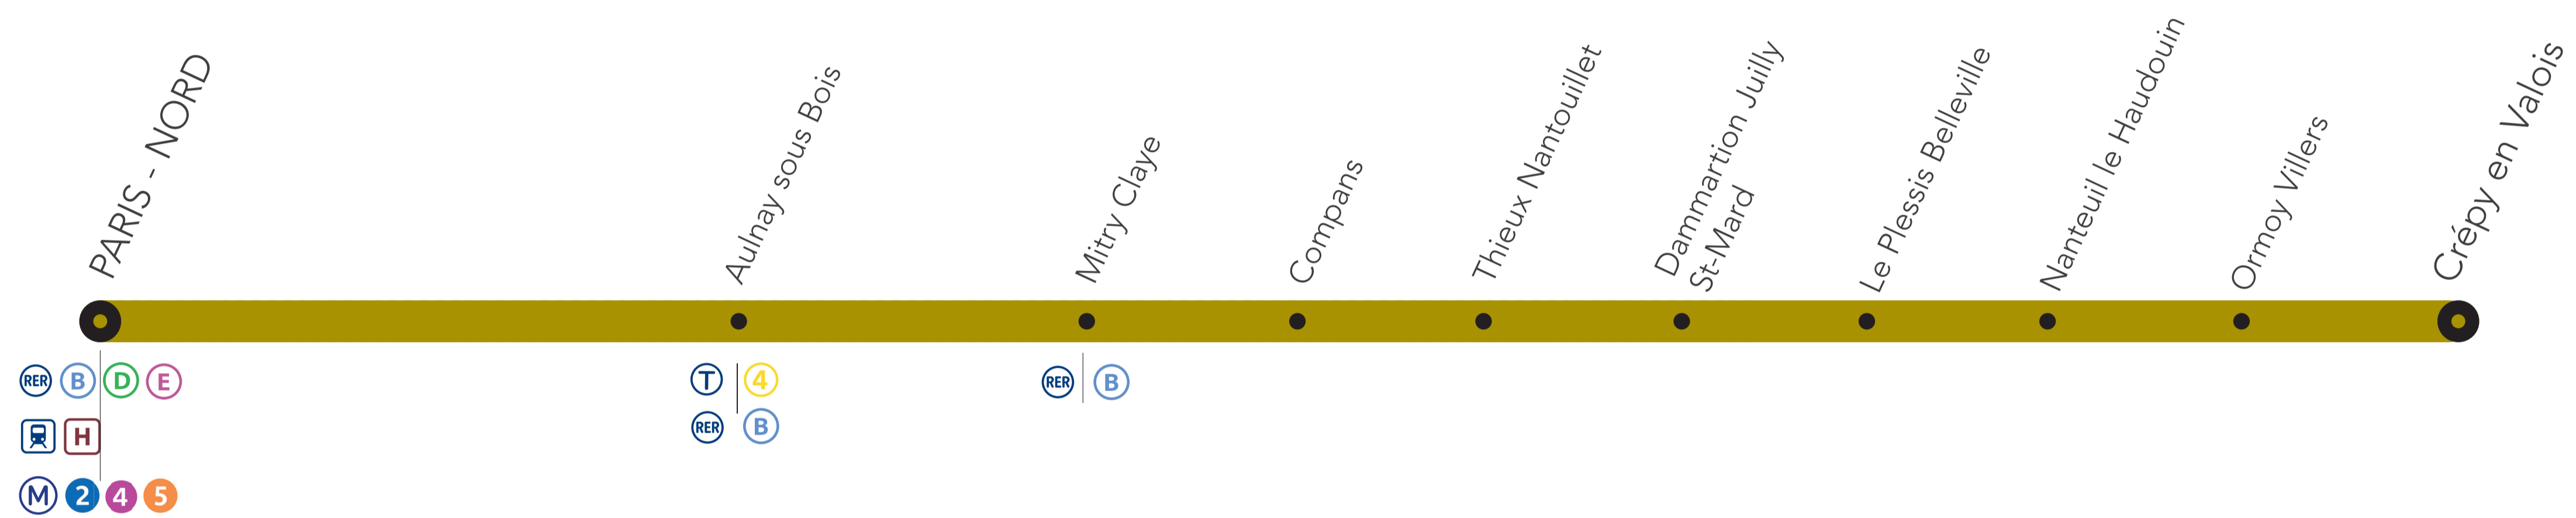 PARIS - NORD
Aulnay sous Bois
Mitry Claye
Compans
Thieux Nantouillet
Dammartion Juilly
St-Mard
Le Plessis Belleville
Nanteuil le Haudouin
Ormoy Villers
Crépy en Valois
RER B D E
H
M 2 4 5
T 4
RER B
RER B